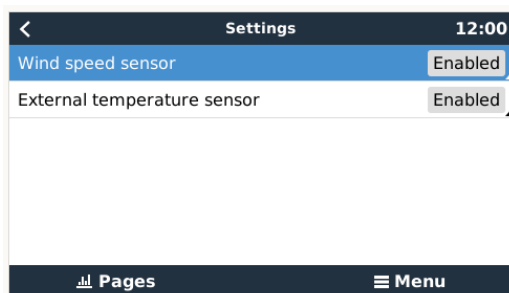 Settings 12:00
Wind speed sensor Enabled
External temperature sensor Enabled
Pages Menu